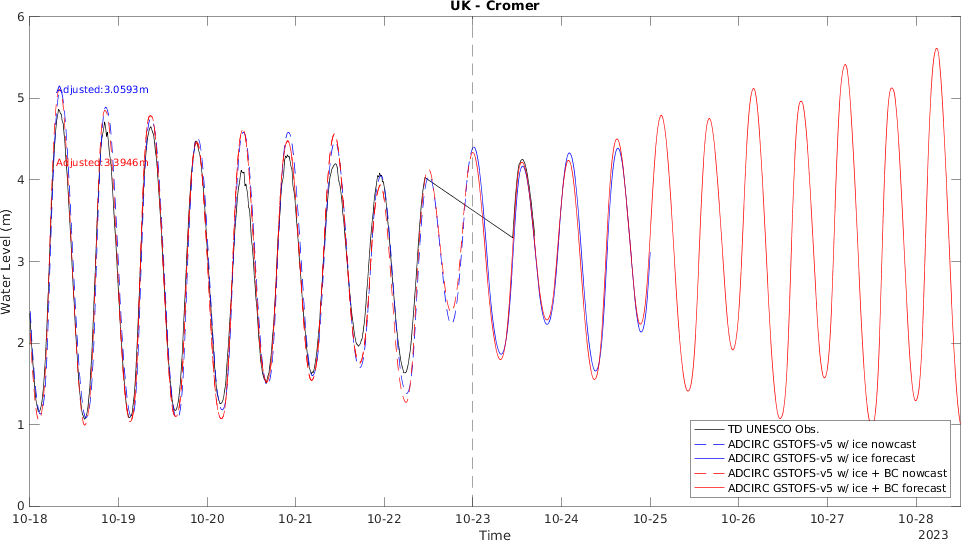 UK - Cromer
6
5
4
3
2
1
0
Water Level (m)
Adjusted:3.0593m
Adjusted:3.3946m
TD UNESCO Obs.
ADCIRC GSTOFS-v5 w/ ice nowcast
ADCIRC GSTOFS-v5 w/ ice forecast
ADCIRC GSTOFS-v5 w/ ice + BC nowcast
ADCIRC GSTOFS-v5 w/ ice + BC forecast
10-18 10-19 10-20 10-21 10-22 10-23 10-24 10-25 10-26 10-27 10-28
Time
2023